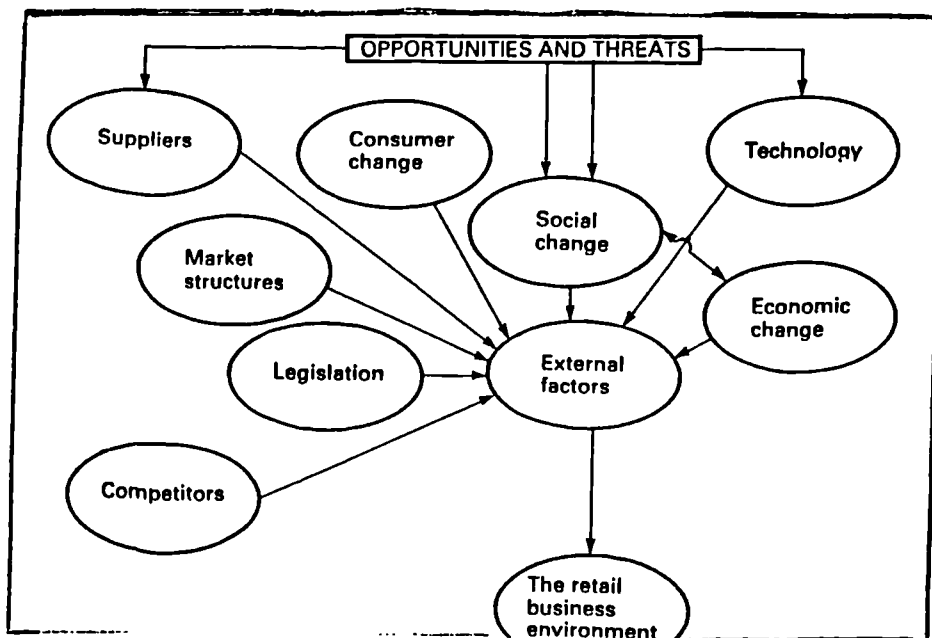 OPPORTUNITIES AND THREATS
Suppliers
Consumer
change
Technology
Social
change
Market
structures
Economic
change
External
factors
Legislation
Competitors
The retail
business
environment